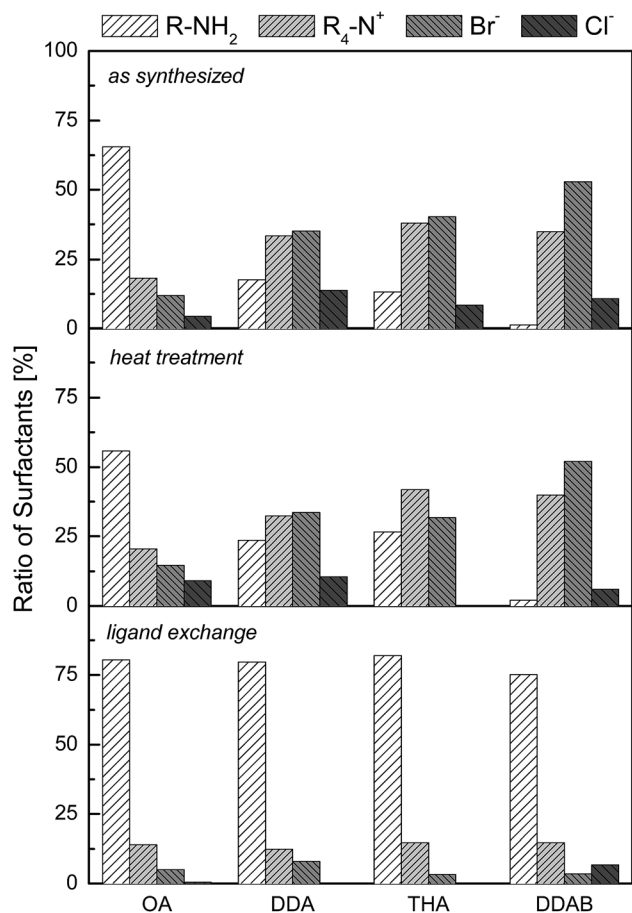 R-NH₂ R₄-N⁺ Br⁻ Cl⁻
100
as synthesized
75
50
25
0
heat treatment
75
50
25
0
ligand exchange
75
50
25
0
Ratio of Surfactants [%]
OA DDA THA DDAB